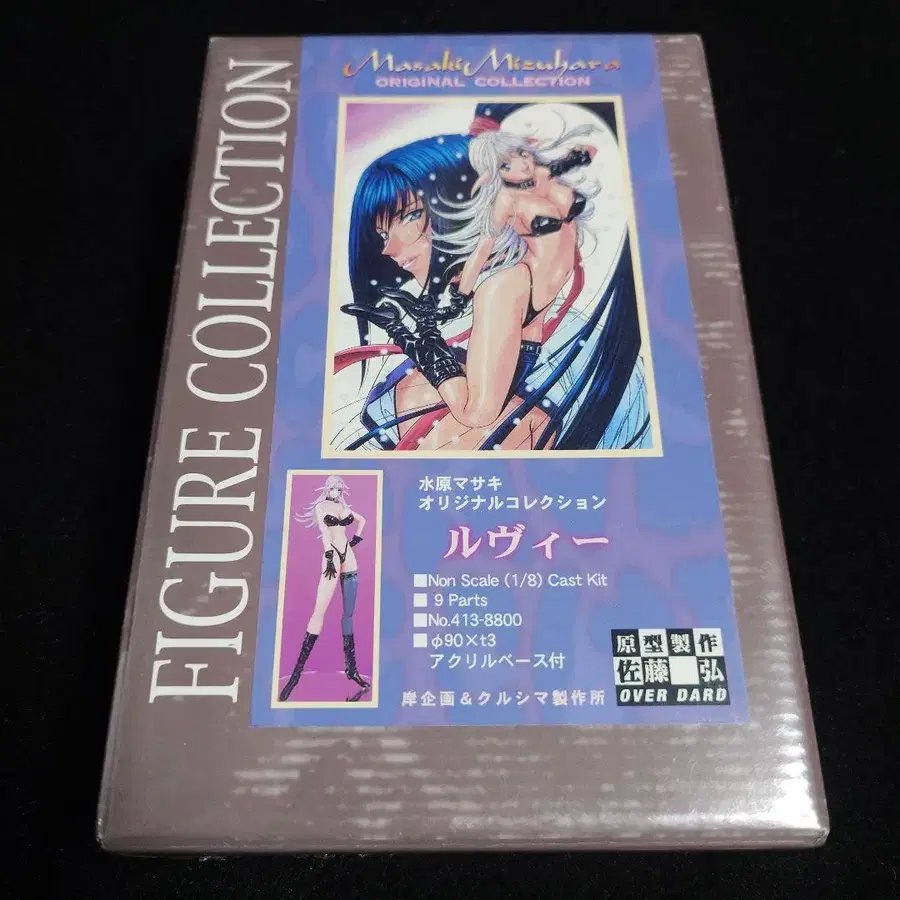 FIGURE COLLECTION
Masaki Mizuhara
ORIGINAL COLLECTION
水原マサキ
オリジナルコレクション
ルヴィー
■Non Scale (1/8) Cast Kit
■ 9 Parts
■No.413-8800
■φ90×t3
アクリルベース付
岸企画&クルシマ製作所
原型製作
佐藤 弘
OVER DARD